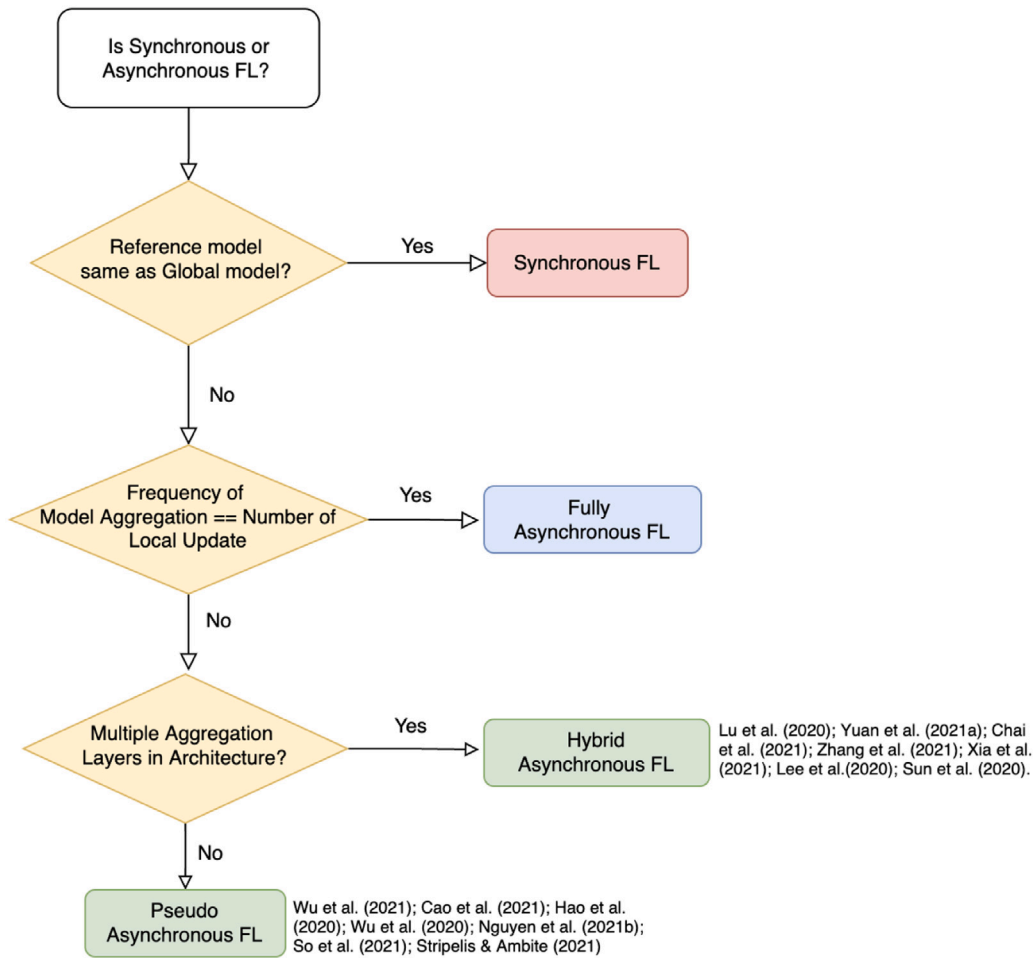 Is Synchronous or
Asynchronous FL?
Reference model
same as Global model?
Yes
Synchronous FL
No
Frequency of
Model Aggregation == Number of
Local Update
Yes
Fully
Asynchronous FL
No
Multiple Aggregation
Layers in Architecture?
Yes
Hybrid
Asynchronous FL
Lu et al. (2020); Yuan et al. (2021a); Chai
et al. (2021); Zhang et al. (2021); Xia et al.
(2021); Lee et al.(2020); Sun et al. (2020).
No
Pseudo
Asynchronous FL
Wu et al. (2021); Cao et al. (2021); Hao et al.
(2020); Wu et al. (2020); Nguyen et al. (2021b);
So et al. (2021); Stripelis & Ambite (2021)